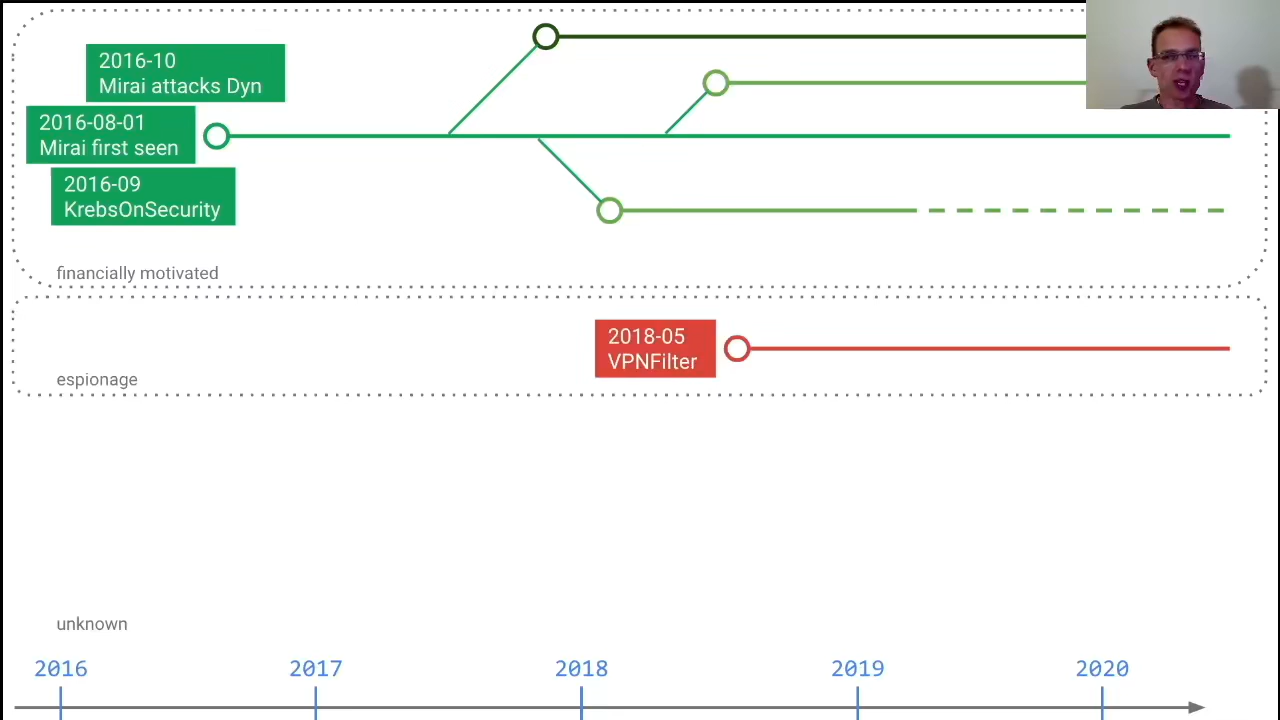 2016-10
Mirai attacks Dyn
2016-08-01
Mirai first seen
2016-09
KrebsOnSecurity
financially motivated
2018-05
VPNFilter
espionage
unknown
2016 2017 2018 2019 2020